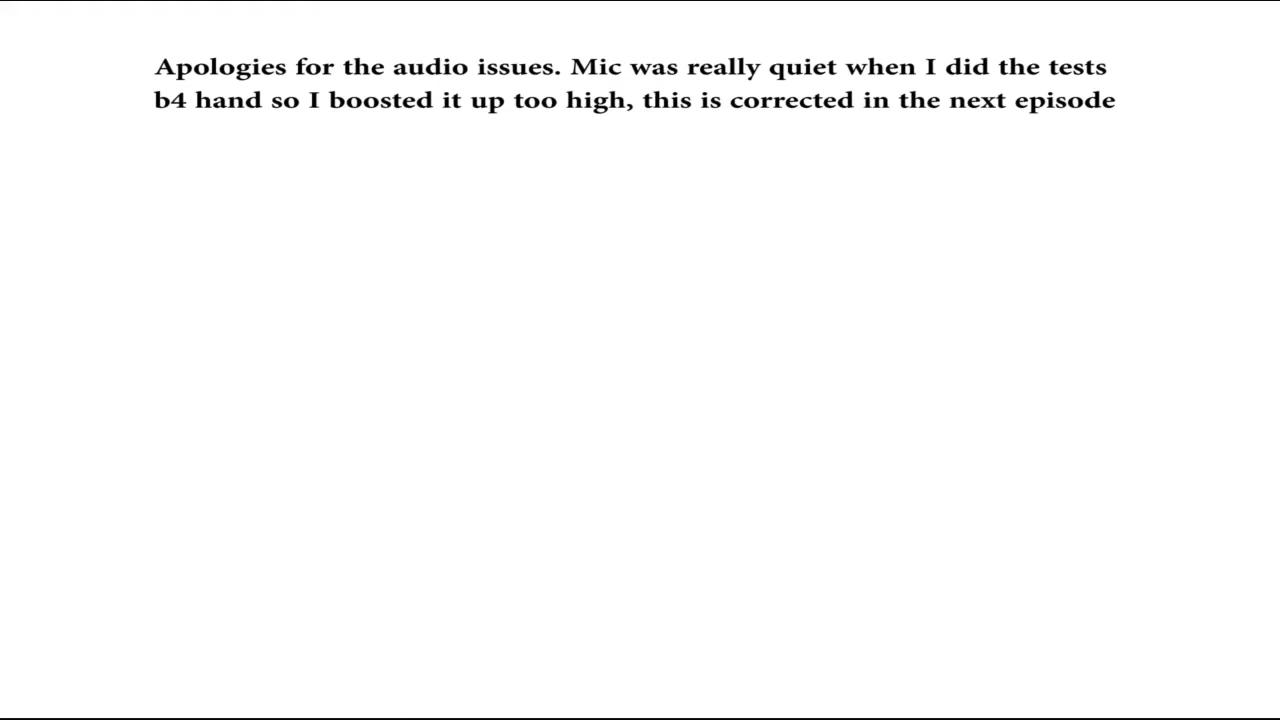 Apologies for the audio issues. Mic was really quiet when I did the tests
b4 hand so I boosted it up too high, this is corrected in the next episode